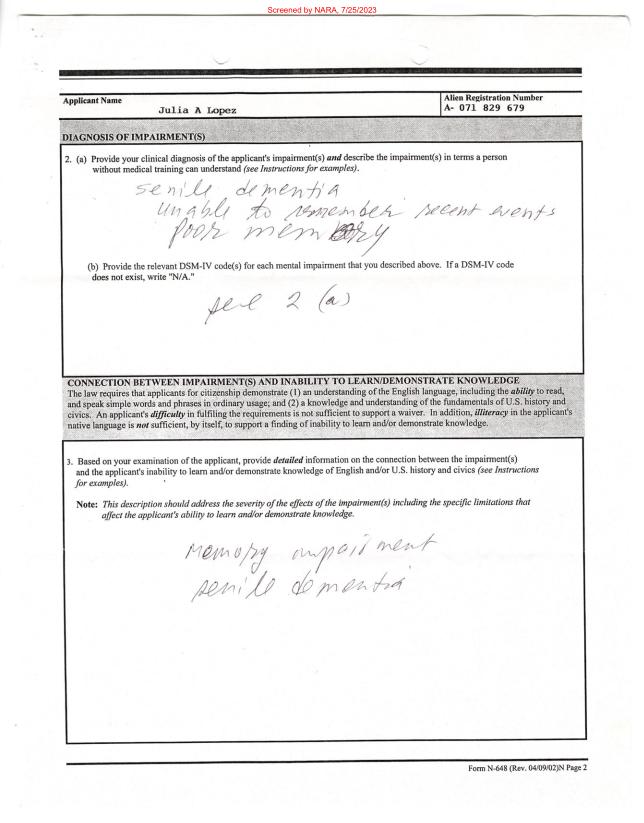 Screened by NARA, 7/25/2023
Applicant Name
Julia A Lopez
Alien Registration Number
A- 071 829 679
DIAGNOSIS OF IMPAIRMENT(S)
2. (a) Provide your clinical diagnosis of the applicant's impairment(s) and describe the impairment(s) in terms a person
without medical training can understand (see Instructions for examples).
senile dementia
unable to remember recent events
poor memory
(b) Provide the relevant DSM-IV code(s) for each mental impairment that you described above. If a DSM-IV code
does not exist, write "N/A."
2 (a)
CONNECTION BETWEEN IMPAIRMENT(S) AND INABILITY TO LEARN/DEMONSTRATE KNOWLEDGE
The law requires that applicants for citizenship demonstrate (1) an understanding of the English language, including the ability to read,
and speak simple words and phrases in ordinary usage; and (2) a knowledge and understanding of the fundamentals of U.S. history and
civics. An applicant's difficulty in fulfilling the requirements is not sufficient to support a waiver. In addition, illiteracy in the applicant's
native language is not sufficient, by itself, to support a finding of inability to learn and/or demonstrate knowledge.
3. Based on your examination of the applicant, provide detailed information on the connection between the impairment(s)
and the applicant's inability to learn and/or demonstrate knowledge of English and/or U.S. history and civics (see Instructions
for examples).
Note: This description should address the severity of the effects of the impairment(s) including the specific limitations that
affect the applicant's ability to learn and/or demonstrate knowledge.
memory impairment
senile dementia
Form N-648 (Rev. 04/09/02)N Page 2